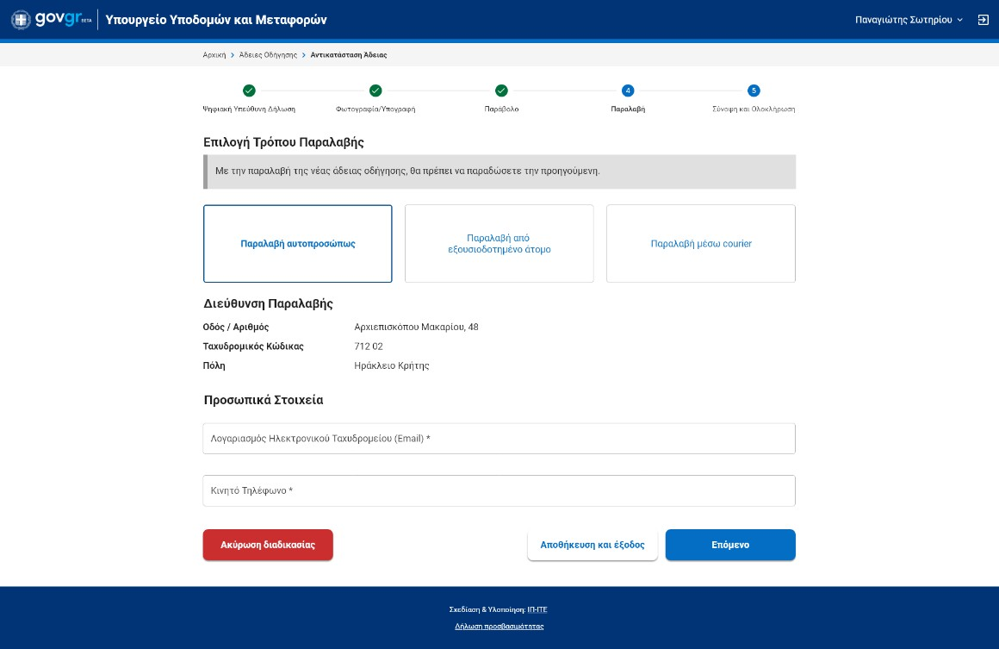 govgr BETA
Υπουργείο Υποδομών και Μεταφορών
Παναγιώτης Σωτηρίου
Αρχική > Άδειες Οδήγησης > Αντικατάσταση Άδειας
4
5
Ψηφιακή Υπεύθυνη Δήλωση
Φωτογραφία/Υπογραφή
Παράβολο
Παραλαβή
Σύνοψη και Ολοκλήρωση
Επιλογή Τρόπου Παραλαβής
Με την παραλαβή της νέας άδειας οδήγησης, θα πρέπει να παραδώσετε την προηγούμενη.
Παραλαβή αυτοπροσώπως
Παραλαβή από
εξουσιοδοτημένο άτομο
Παραλαβή μέσω courier
Διεύθυνση Παραλαβής
Οδός / Αριθμός
Αρχιεπισκόπου Μακαρίου, 48
Ταχυδρομικός Κώδικας
712 02
Πόλη
Ηράκλειο Κρήτης
Προσωπικά Στοιχεία
Λογαριασμός Ηλεκτρονικού Ταχυδρομείου (Email) *
Κινητό Τηλέφωνο *
Ακύρωση διαδικασίας
Αποθήκευση και έξοδος
Επόμενο
Σχεδίαση & Υλοποίηση: ΙΠ-ΙΤΕ
Δήλωση προσβασιμότητας